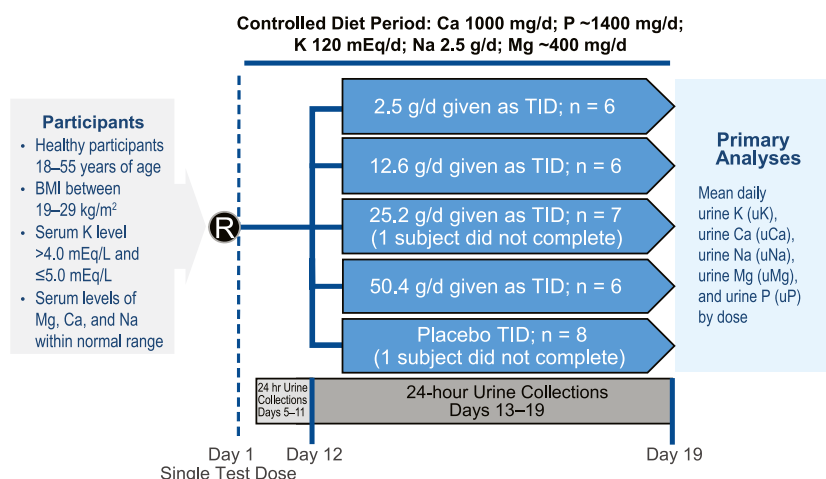 Controlled Diet Period: Ca 1000 mg/d; P ~1400 mg/d;
K 120 mEq/d; Na 2.5 g/d; Mg ~400 mg/d
Participants
• Healthy participants
18–55 years of age
• BMI between
19–29 kg/m²
• Serum K level
>4.0 mEq/L and
≤5.0 mEq/L
• Serum levels of
Mg, Ca, and Na
within normal range
R
2.5 g/d given as TID; n = 6
12.6 g/d given as TID; n = 6
25.2 g/d given as TID; n = 7
(1 subject did not complete)
50.4 g/d given as TID; n = 6
Placebo TID; n = 8
(1 subject did not complete)
Primary
Analyses
Mean daily
urine K (uK),
urine Ca (uCa),
urine Na (uNa),
urine Mg (uMg),
and urine P (uP)
by dose
24 hr Urine
Collections
Days 5–11
24-hour Urine Collections
Days 13–19
Day 1
Single Test Dose
Day 12
Day 19